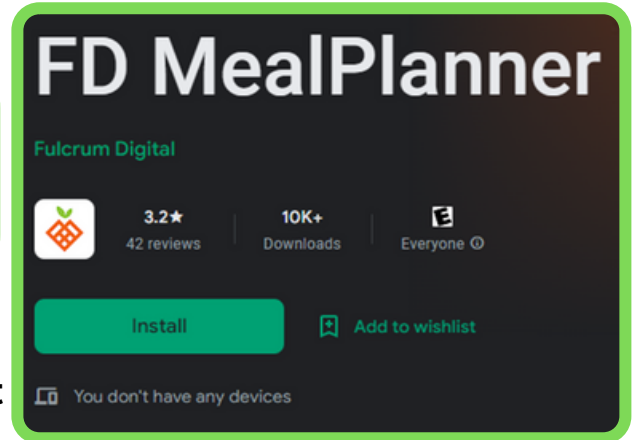 FD MealPlanner
Fulcrum Digital
3.2★ 10K+ E
42 reviews Downloads Everyone
Install Add to wishlist
You don't have any devices